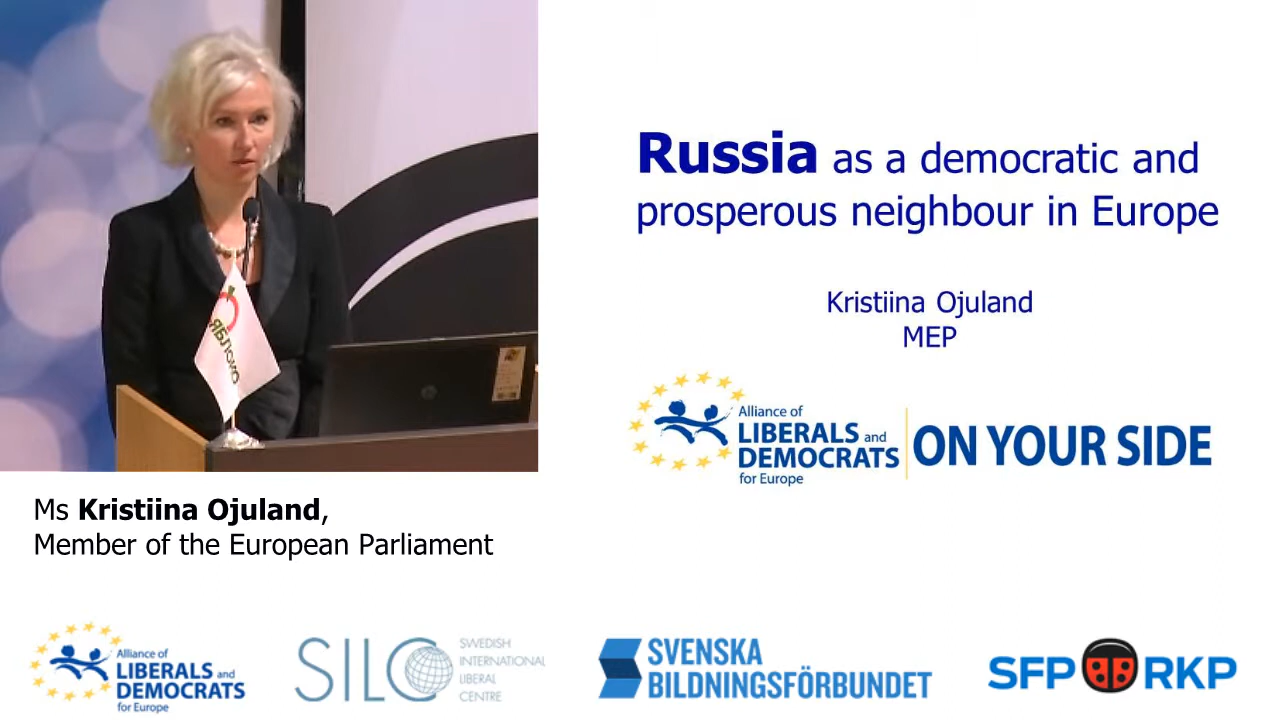 ЯБЛОКО
Russia as a democratic and
prosperous neighbour in Europe
Kristiina Ojuland
MEP
Alliance of
LIBERALS and
DEMOCRATS
for Europe
ON YOUR SIDE
Ms Kristiina Ojuland,
Member of the European Parliament
Alliance of
LIBERALS and
DEMOCRATS
for Europe
SILC
SWEDISH
INTERNATIONAL
LIBERAL
CENTRE
SVENSKA
BILDNINGSFÖRBUNDET
SFP RKP